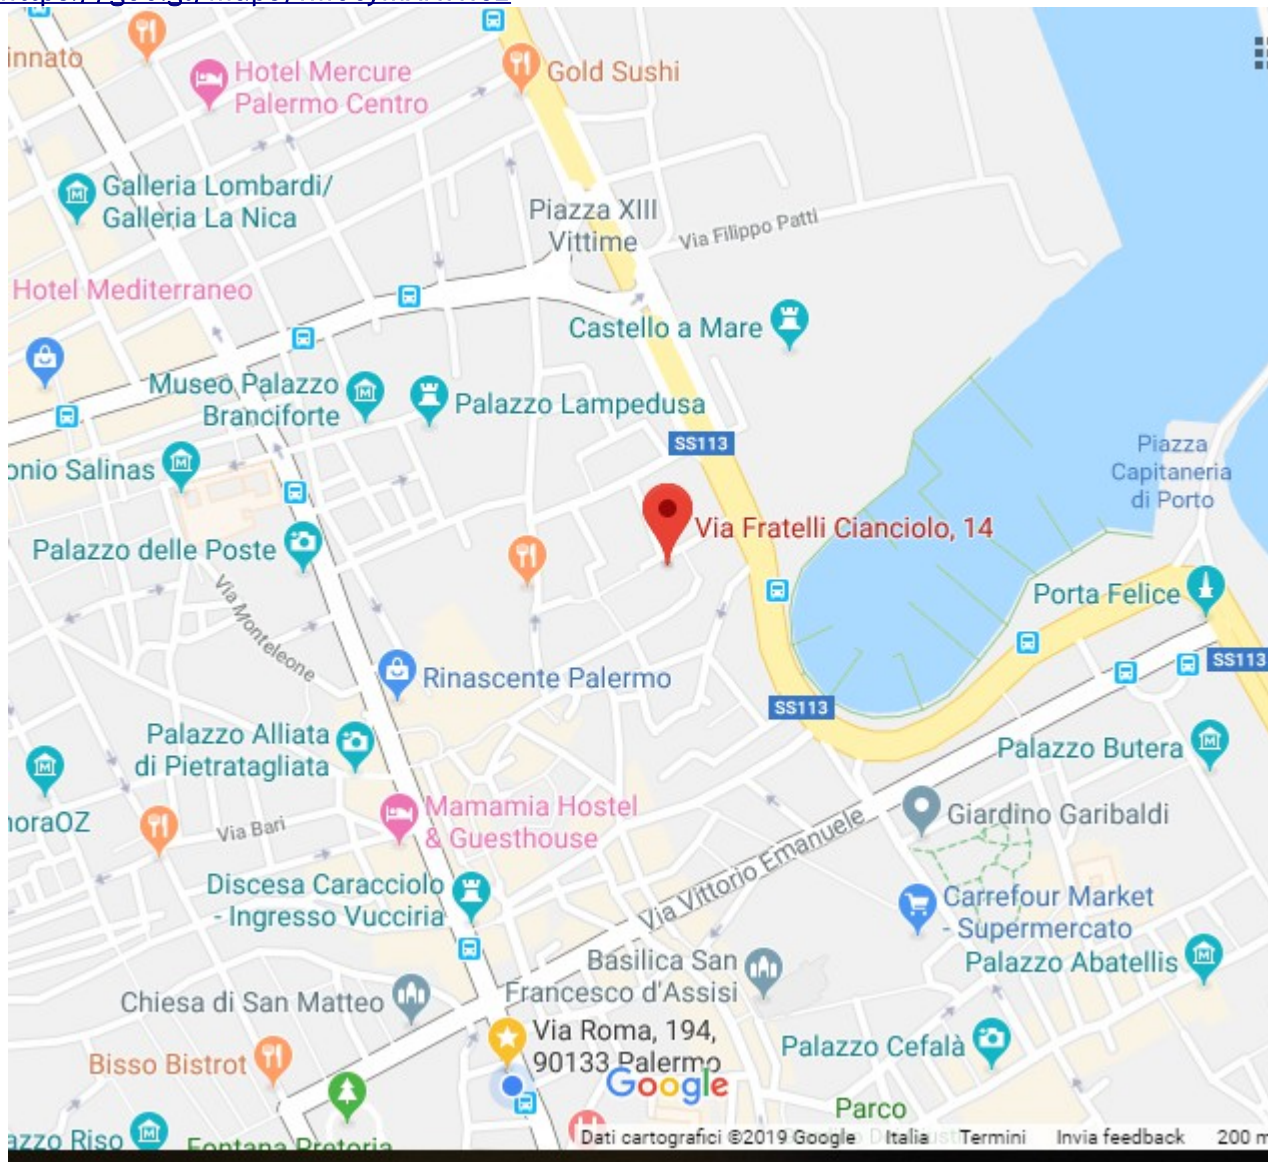 innato
Hotel Mercure
Palermo Centro
Gold Sushi
Galleria Lombardi/
Galleria La Nica
Piazza XIII
Vittime
Via Filippo Patti
Hotel Mediterraneo
Castello a Mare
Museo Palazzo
Branciforte
Palazzo Lampedusa
SS113
Piazza
Capitaneria
di Porto
onio Salinas
Via Fratelli Cianciolo, 14
Palazzo delle Poste
Via Monteleone
Porta Felice
SS113
Rinascente Palermo
SS113
Palazzo Alliata
di Pietratagliata
Palazzo Butera
noraOZ
Via Bari
Mamamia Hostel
& Guesthouse
Giardino Garibaldi
Via Vittorio Emanuele
Discesa Caracciolo
- Ingresso Vucciria
Carrefour Market
- Supermercato
Basilica San
Francesco d'Assisi
Palazzo Abatellis
Chiesa di San Matteo
Via Roma, 194,
90133 Palermo
Palazzo Cefalà
Bisso Bistrot
Google
Parco
azzo Riso
Fontana Pretoria
Dati cartografici ©2019 Google Italia Termini Invia feedback 200 m